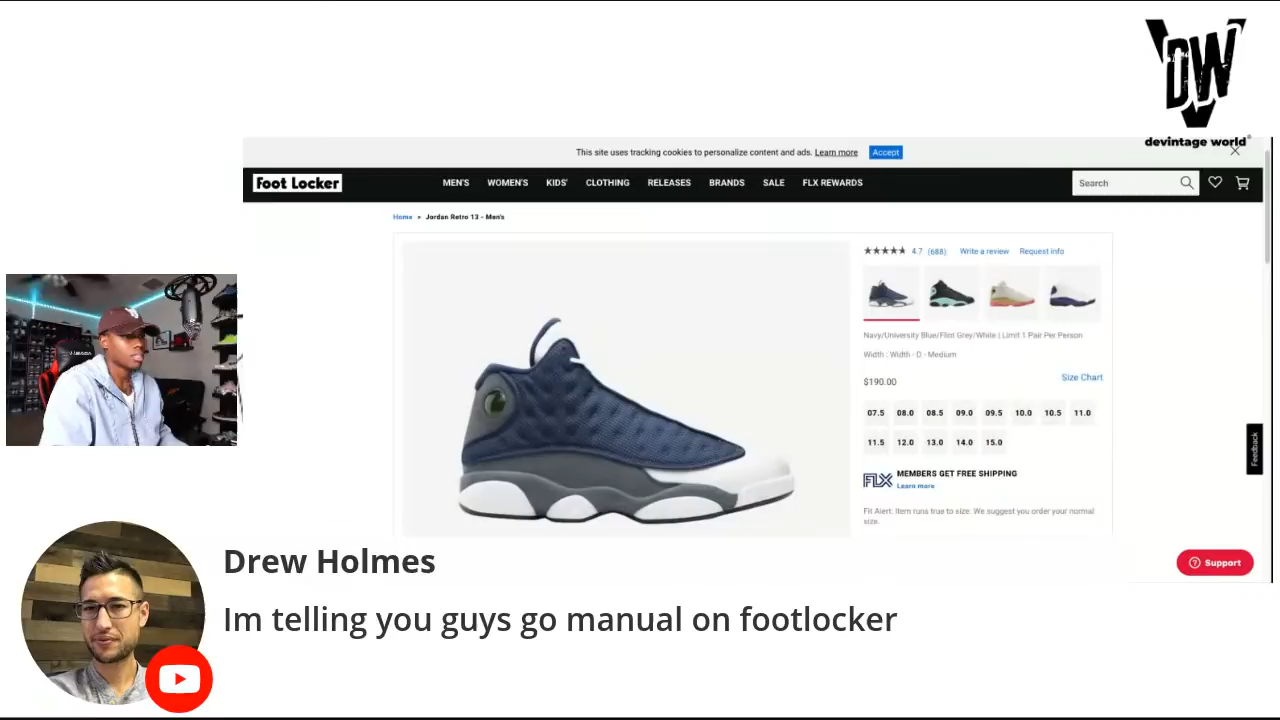 DW
devintage world®
This site uses tracking cookies to personalize content and ads. Learn more Accept
Foot Locker MEN'S WOMEN'S KIDS' CLOTHING RELEASES BRANDS SALE FLX REWARDS Search
Home » Jordan Retro 13 - Men's
4.7 (688) Write a review Request info
Navy/University Blue/Flint Grey/White | Limit 1 Pair Per Person
Width : Width - D - Medium
$190.00 Size Chart
07.5 08.0 08.5 09.0 09.5 10.0 10.5 11.0
11.5 12.0 13.0 14.0 15.0
Feedback
FLX MEMBERS GET FREE SHIPPING
Learn more
Fit Alert: Item runs true to size. We suggest you order your normal
size.
Support
Drew Holmes
Im telling you guys go manual on footlocker